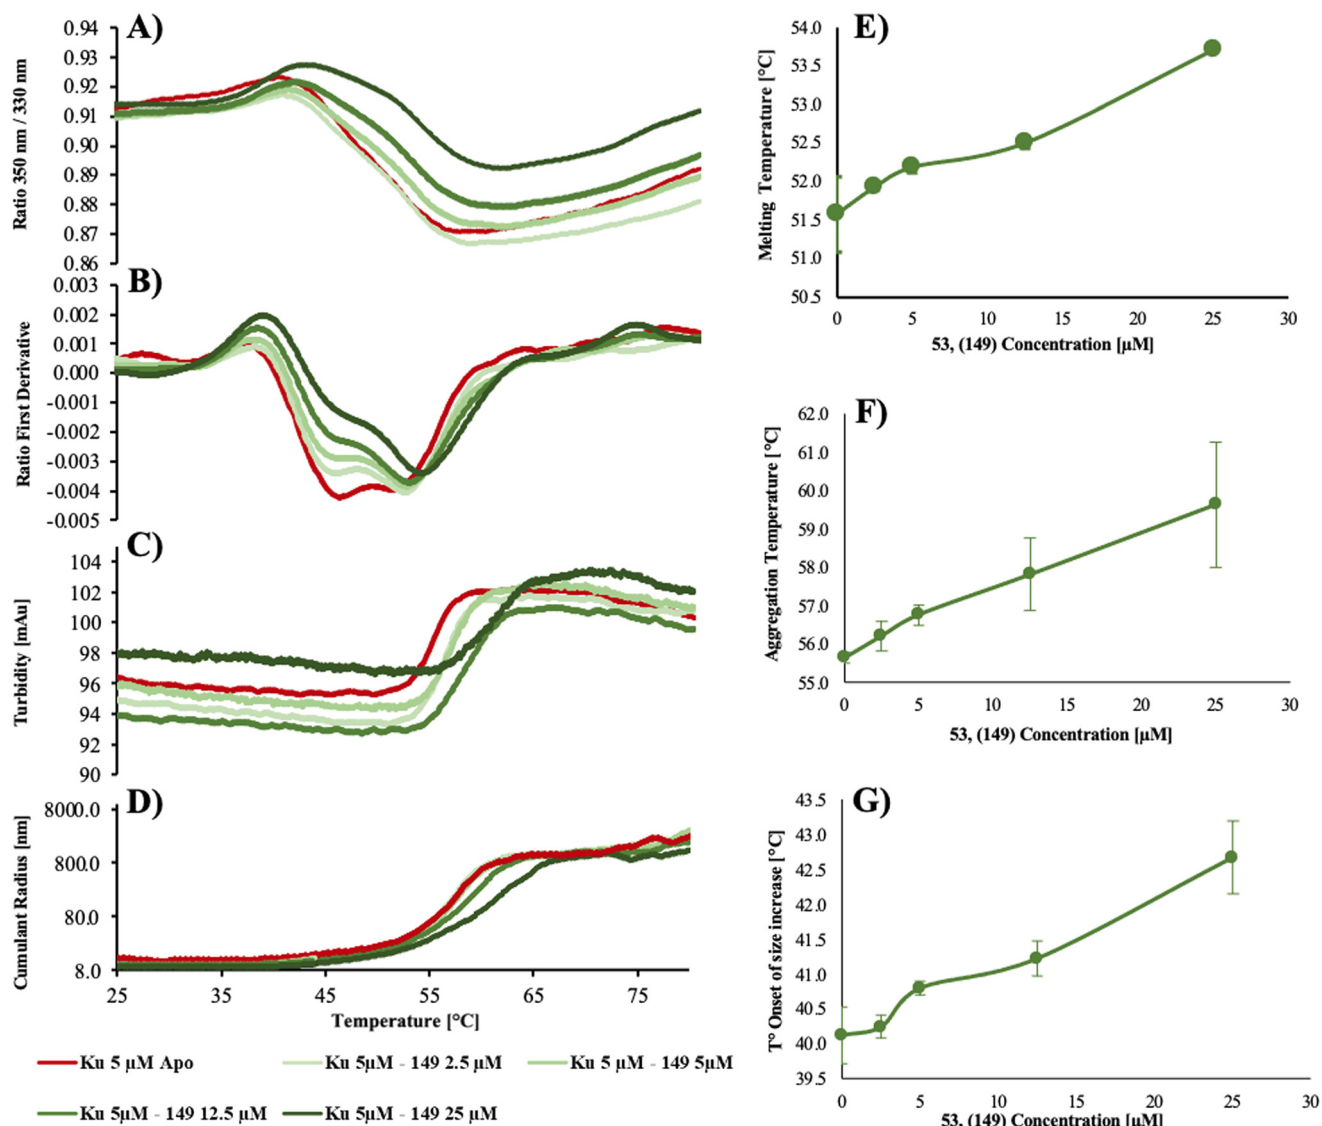 A)
Ratio 350 nm / 330 nm
0.94
0.92
0.91
0.90
0.89
0.88
0.87
0.86
B)
Ratio First Derivative
0.003
0.002
0.001
0.000
-0.001
-0.002
-0.003
-0.004
-0.005
C)
Turbidity [mAu]
104
102
100
98
96
94
92
90
D)
Cumulant Radius [nm]
8000.0
800.0
80.0
8.0
25 35 45 55 65 75
Temperature [°C]
Ku 5 µM Apo
Ku 5µM - 149 2.5 µM
Ku 5 µM - 149 5µM
Ku 5µM - 149 12.5 µM
Ku 5µM - 149 25 µM
E)
Melting Temperature [°C]
54.0
53.5
53.0
52.5
52.0
51.5
51.0
50.5
0 5 10 15 20 25 30
53, (149) Concentration [µM]
F)
Aggregation Temperature [°C]
62.0
61.0
60.0
59.0
58.0
57.0
56.0
55.0
0 5 10 15 20 25 30
53, (149) Concentration [µM]
G)
T° Onset of size increase [°C]
43.5
43.0
42.5
42.0
41.5
41.0
40.5
40.0
39.5
0 5 10 15 20 25 30
53, (149) Concentration [µM]